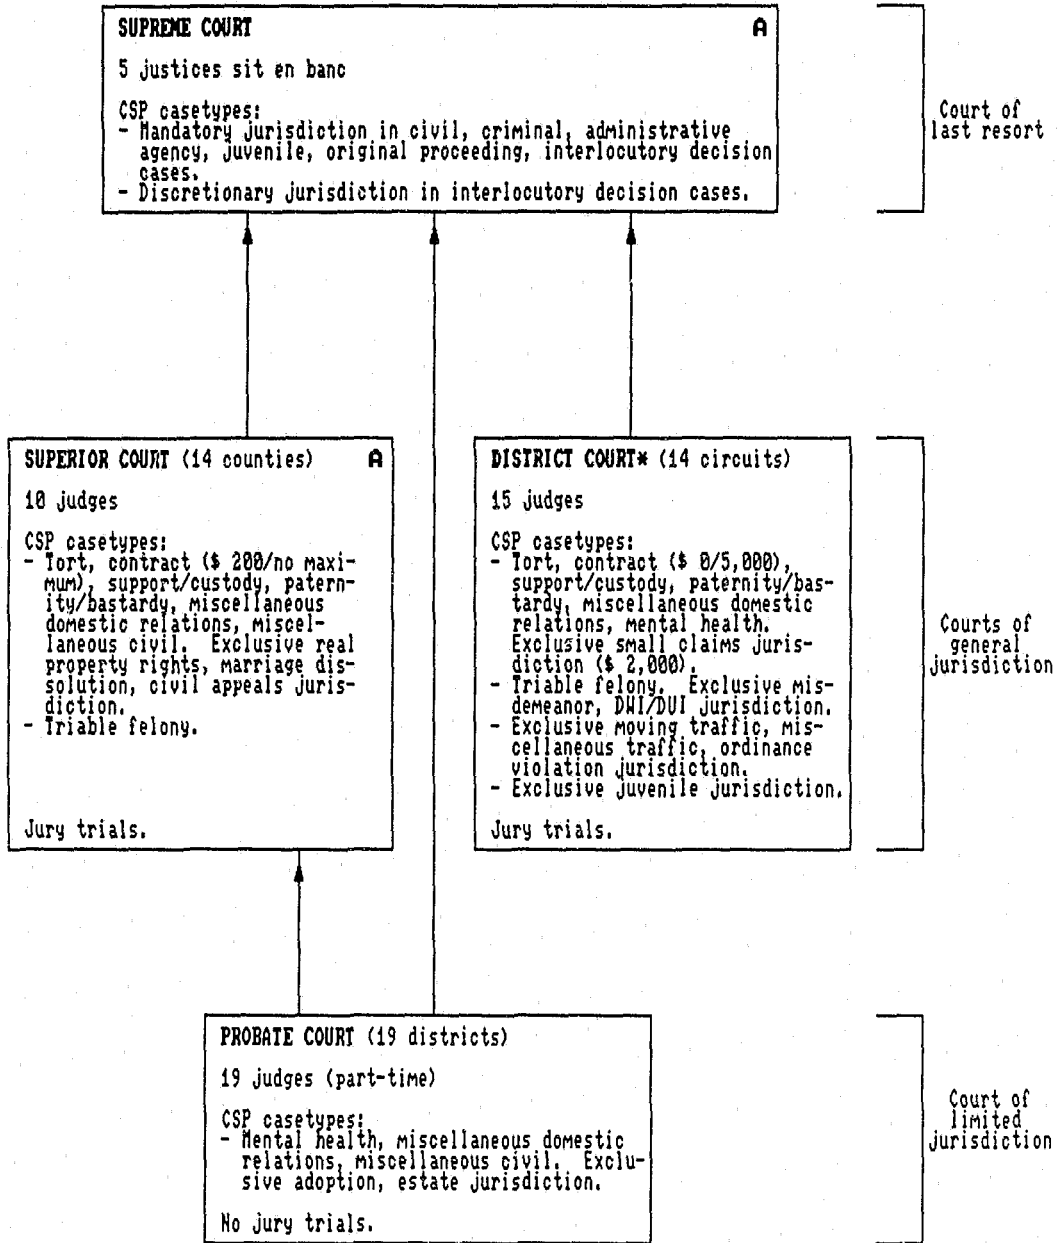 SUPREME COURT A
5 justices sit en banc
CSP casetypes:
- Mandatory jurisdiction in civil, criminal, administrative
agency, juvenile, original proceeding, interlocutory decision
cases.
- Discretionary jurisdiction in interlocutory decision cases.
Court of
last resort
SUPERIOR COURT (14 counties) A
10 judges
CSP casetypes:
- Tort, contract ($ 200/no maxi-
mum), support/custody, patern-
ity/bastardy, miscellaneous
domestic relations, miscel-
laneous civil. Exclusive real
property rights, marriage dis-
solution, civil appeals juris-
diction.
- Triable felony.
Jury trials.
DISTRICT COURT* (14 circuits)
15 judges
CSP casetypes:
- Tort, contract ($ 0/5,000),
support/custody, paternity/bas-
tardy, miscellaneous domestic
relations, mental health.
Exclusive small claims juris-
diction ($ 2,000).
- Triable felony. Exclusive mis-
demeanor, DWI/DUI jurisdiction.
- Exclusive moving traffic, mis-
cellaneous traffic, ordinance
violation jurisdiction.
- Exclusive juvenile jurisdiction.
Jury trials.
Courts of
general
jurisdiction
PROBATE COURT (19 districts)
19 judges (part-time)
CSP casetypes:
- Mental health, miscellaneous domestic
relations, miscellaneous civil. Exclu-
sive adoption, estate jurisdiction.
No jury trials.
Court of
limited
jurisdiction